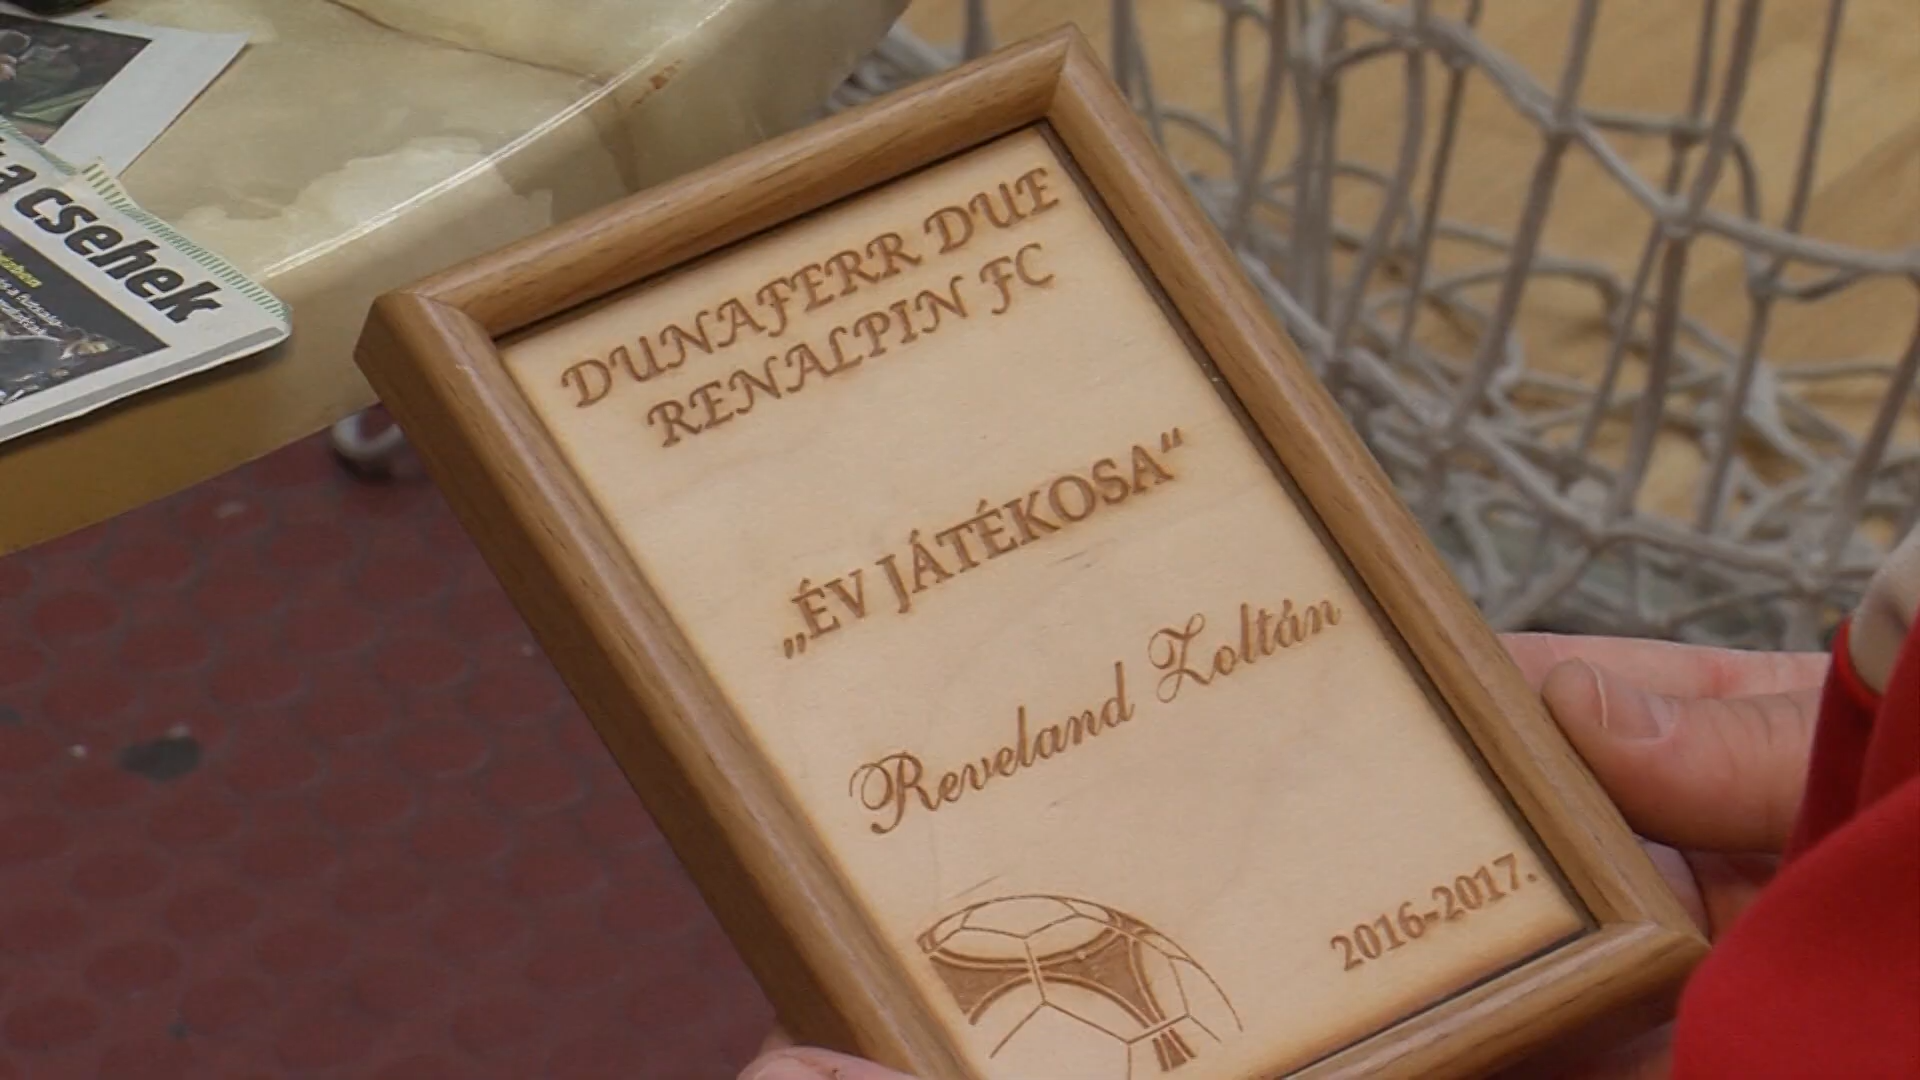 DUNAFERR DUE
RENALPIN FC
„ÉV JÁTÉKOSA“
Reveland Zoltán
2016-2017.
a csehek